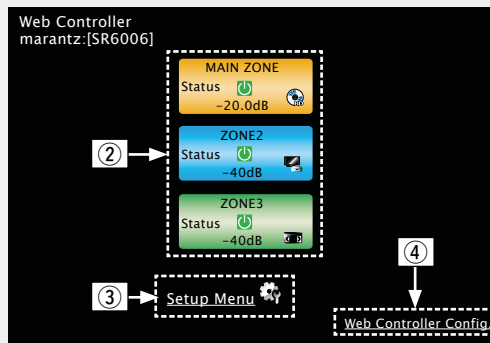 Web Controller
marantz:[SR6006]
MAIN ZONE
Status
-20.0dB
② ZONE2
Status
-40dB
ZONE3
Status
-40dB
④
③ Setup Menu
Web Controller Config.